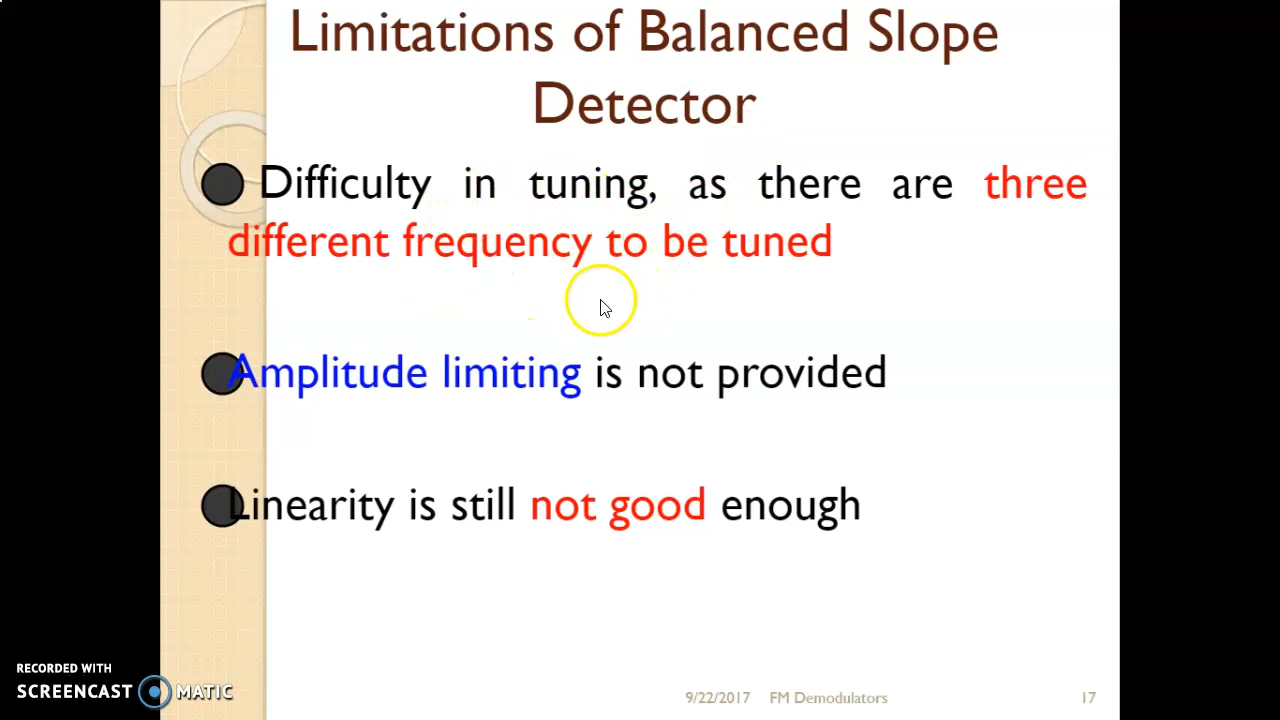 Limitations of Balanced Slope
Detector
Difficulty in tuning, as there are three
different frequency to be tuned
Amplitude limiting is not provided
Linearity is still not good enough
RECORDED WITH
SCREENCAST MATIC
9/22/2017 FM Demodulators 17